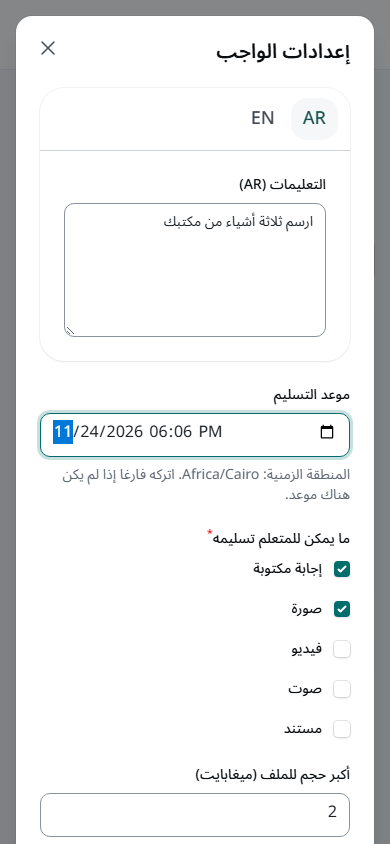 إعدادات الواجب
AR EN
التعليمات (AR)
ارسم ثلاثة أشياء من مكتبك
موعد التسليم
11/24/2026 06:06 PM
المنطقة الزمنية: Africa/Cairo. اتركه فارغا إذا لم يكن
هناك موعد.
ما يمكن للمتعلم تسليمه*
إجابة مكتوبة
صورة
فيديو
صوت
مستند
أكبر حجم للملف (ميغابايت)
2